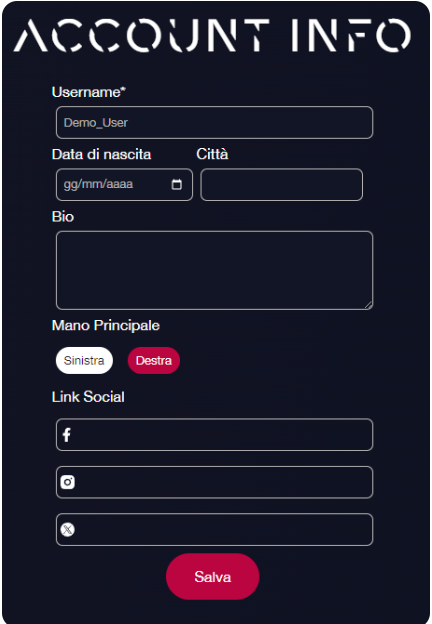 ACCOUNT INFO
Username*
Demo_User
Data di nascita Città
gg/mm/aaaa
Bio
Mano Principale
Sinistra Destra
Link Social
Salva